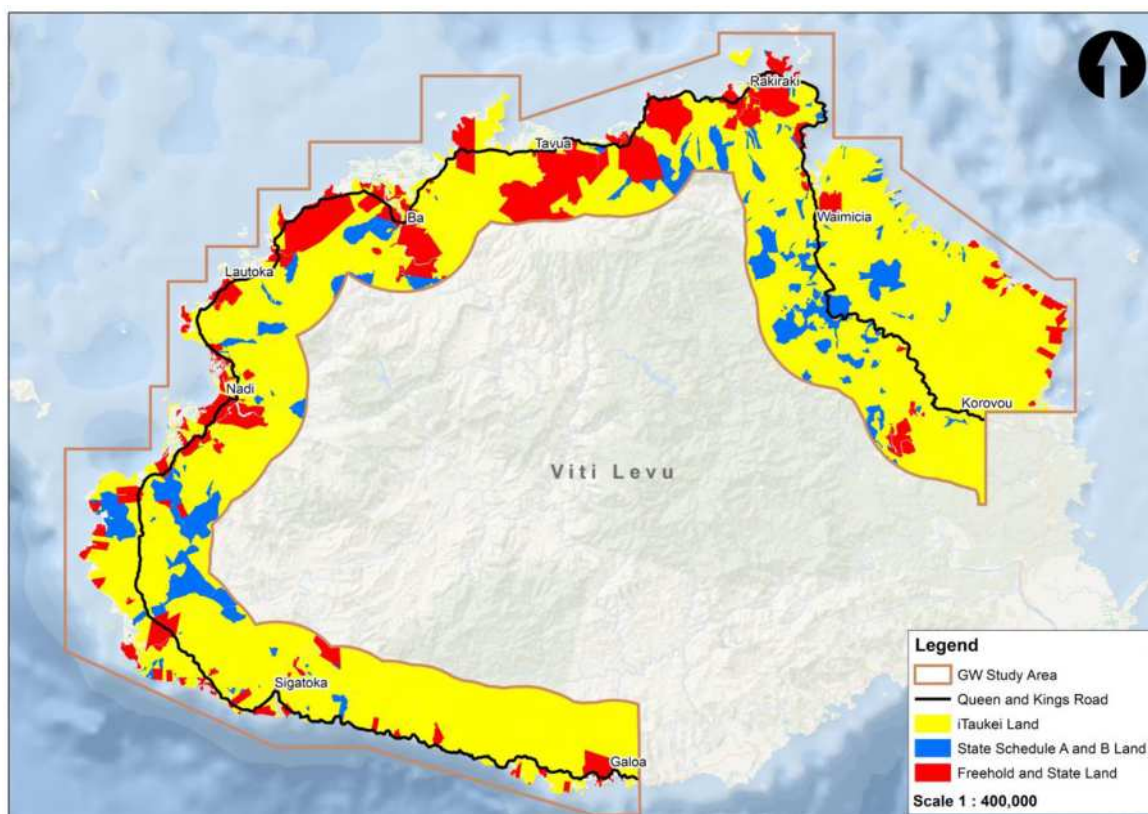 Rakiraki
Tavua
Ba
Waimicia
Lautoka
Nadi
Korovou
Viti Levu
Sigatoka
Galoa
Legend
GW Study Area
Queen and Kings Road
iTaukei Land
State Schedule A and B Land
Freehold and State Land
Scale 1 : 400,000